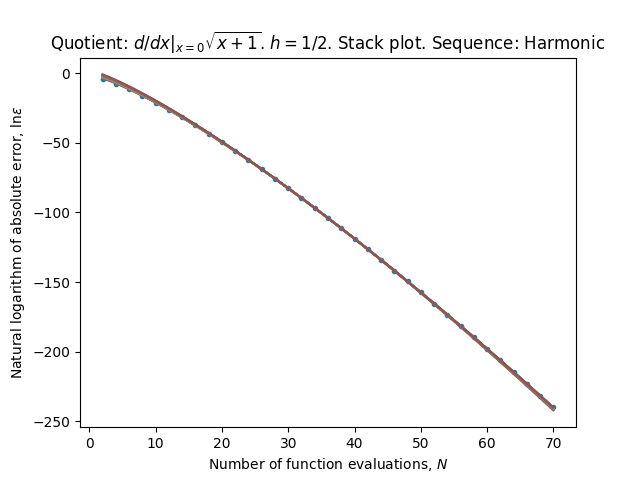 Quotient: $d/dx|_{x=0}\sqrt{x+1}$. $h=1/2$. Stack plot. Sequence: Harmonic
0
−50
−100
−150
−200
−250
Natural logarithm of absolute error, lnε
0 10 20 30 40 50 60 70
Number of function evaluations, N